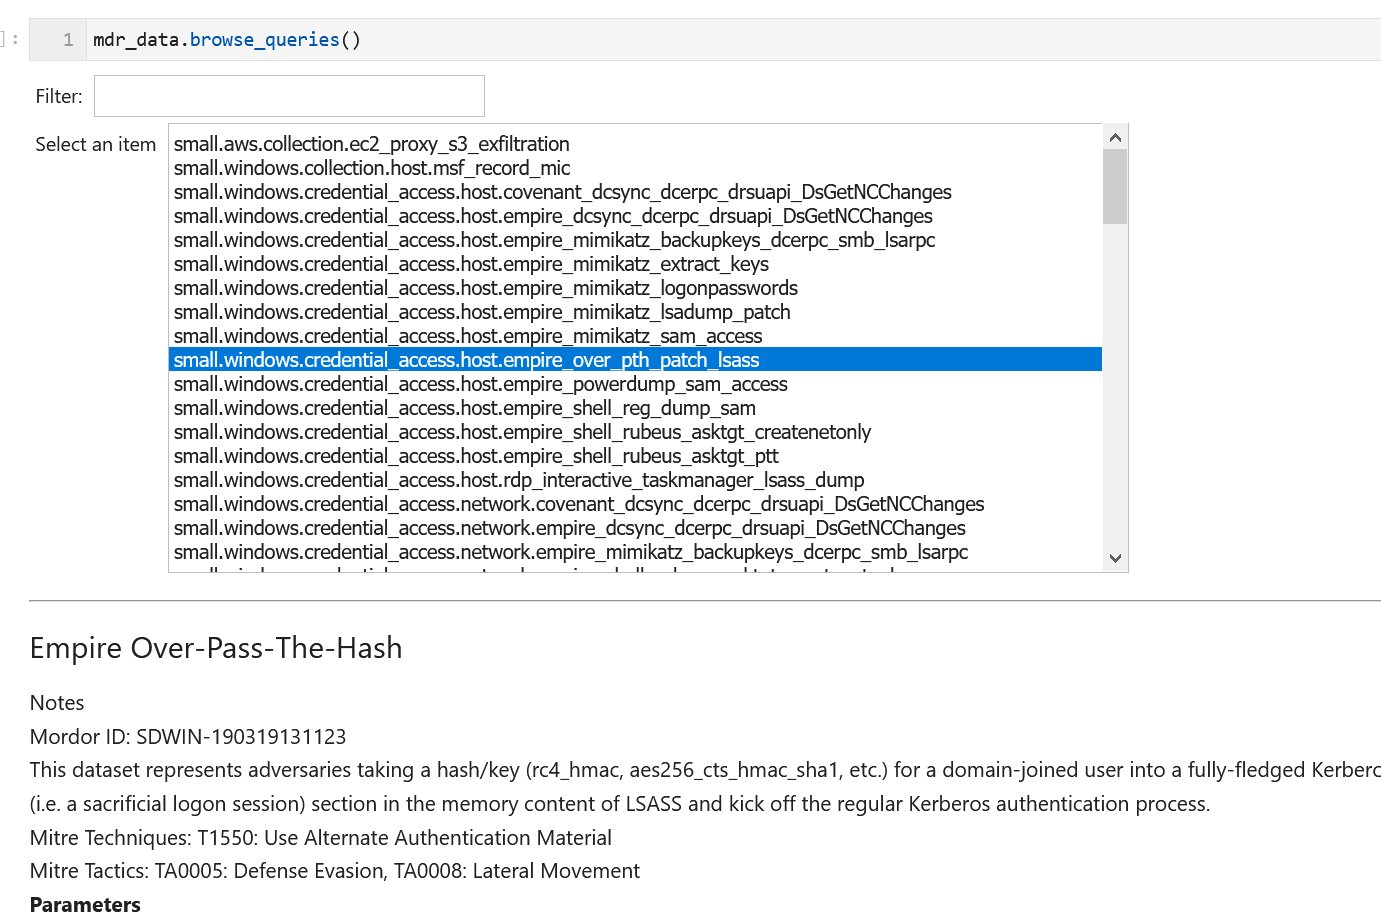 ]:
1 mdr_data.browse_queries()
Filter:
Select an item
small.aws.collection.ec2_proxy_s3_exfiltration
small.windows.collection.host.msf_record_mic
small.windows.credential_access.host.covenant_dcsync_dcerpc_drsuapi_DsGetNCChanges
small.windows.credential_access.host.empire_dcsync_dcerpc_drsuapi_DsGetNCChanges
small.windows.credential_access.host.empire_mimikatz_backupkeys_dcerpc_smb_lsarpc
small.windows.credential_access.host.empire_mimikatz_extract_keys
small.windows.credential_access.host.empire_mimikatz_logonpasswords
small.windows.credential_access.host.empire_mimikatz_lsadump_patch
small.windows.credential_access.host.empire_mimikatz_sam_access
small.windows.credential_access.host.empire_over_pth_patch_lsass
small.windows.credential_access.host.empire_powerdump_sam_access
small.windows.credential_access.host.empire_shell_reg_dump_sam
small.windows.credential_access.host.empire_shell_rubeus_asktgt_createnetonly
small.windows.credential_access.host.empire_shell_rubeus_asktgt_ptt
small.windows.credential_access.host.rdp_interactive_taskmanager_lsass_dump
small.windows.credential_access.network.covenant_dcsync_dcerpc_drsuapi_DsGetNCChanges
small.windows.credential_access.network.empire_dcsync_dcerpc_drsuapi_DsGetNCChanges
small.windows.credential_access.network.empire_mimikatz_backupkeys_dcerpc_smb_lsarpc
Empire Over-Pass-The-Hash
Notes
Mordor ID: SDWIN-190319131123
This dataset represents adversaries taking a hash/key (rc4_hmac, aes256_cts_hmac_sha1, etc.) for a domain-joined user into a fully-fledged
(i.e. a sacrificial logon session) section in the memory content of LSASS and kick off the regular Kerberos authentication process.
Mitre Techniques: T1550: Use Alternate Authentication Material
Mitre Tactics: TA0005: Defense Evasion, TA0008: Lateral Movement
Parameters